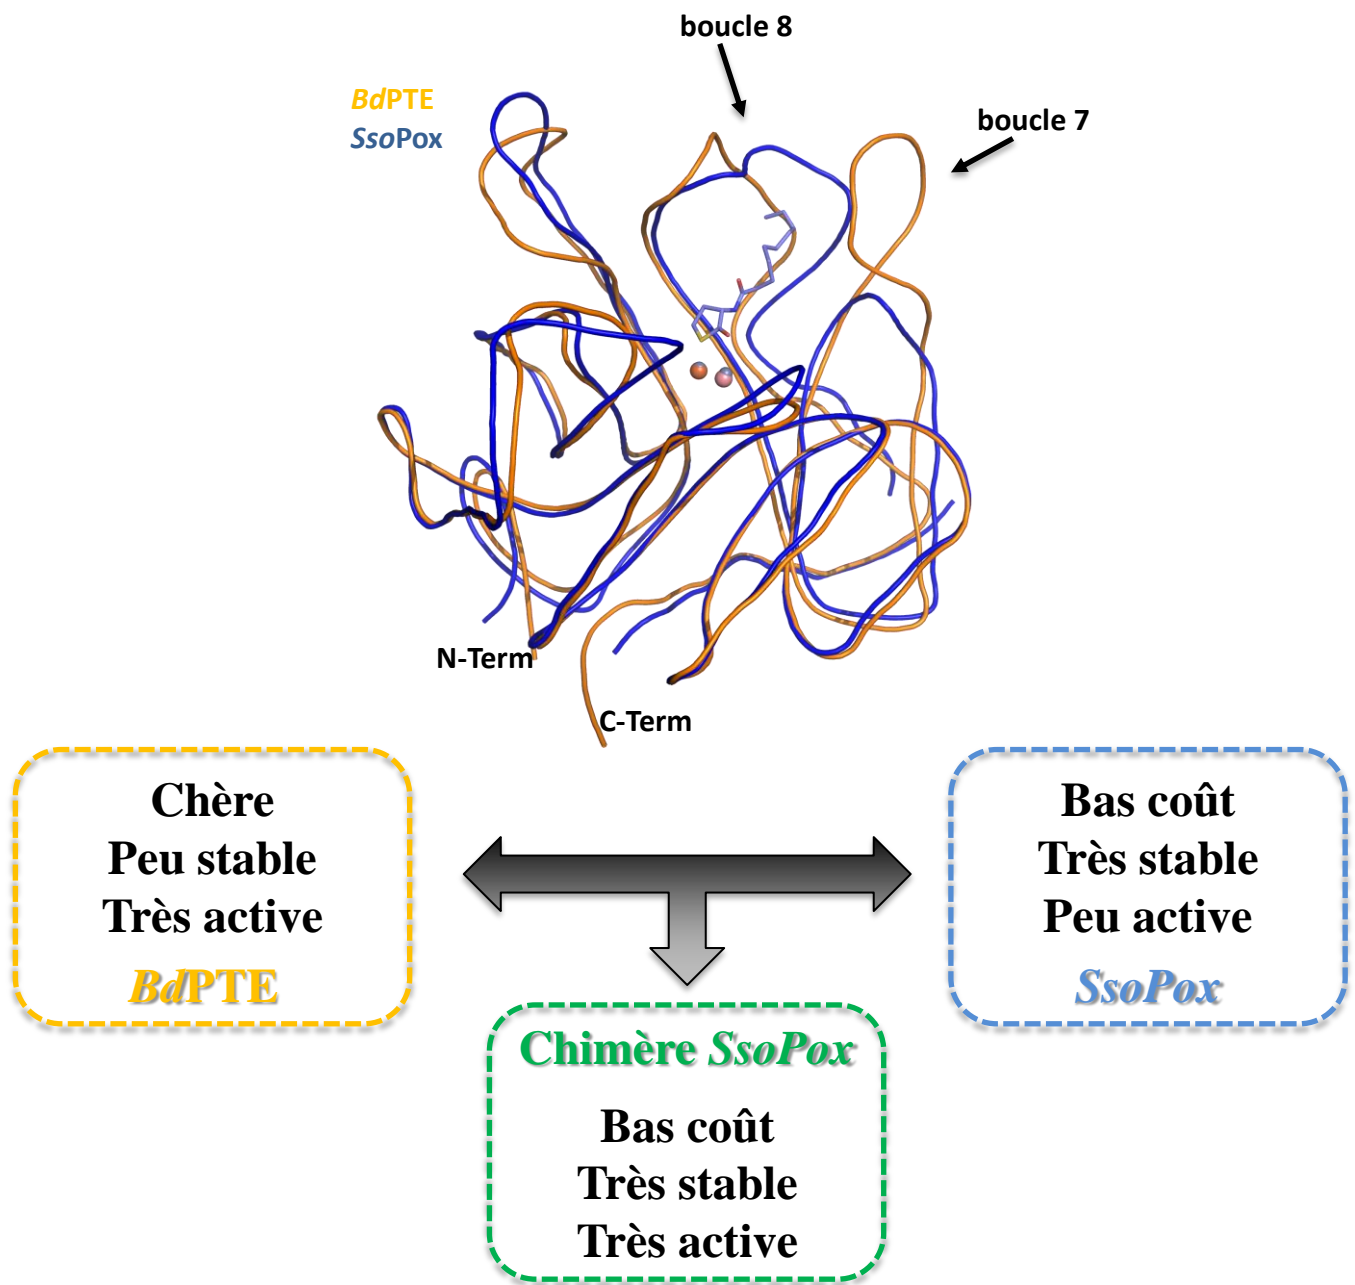 boucle 8
BdPTE
SsoPox
boucle 7
N-Term
C-Term
Chère
Peu stable
Très active
BdPTE
Bas coût
Très stable
Peu active
SsoPox
Chimère SsoPox
Bas coût
Très stable
Très active